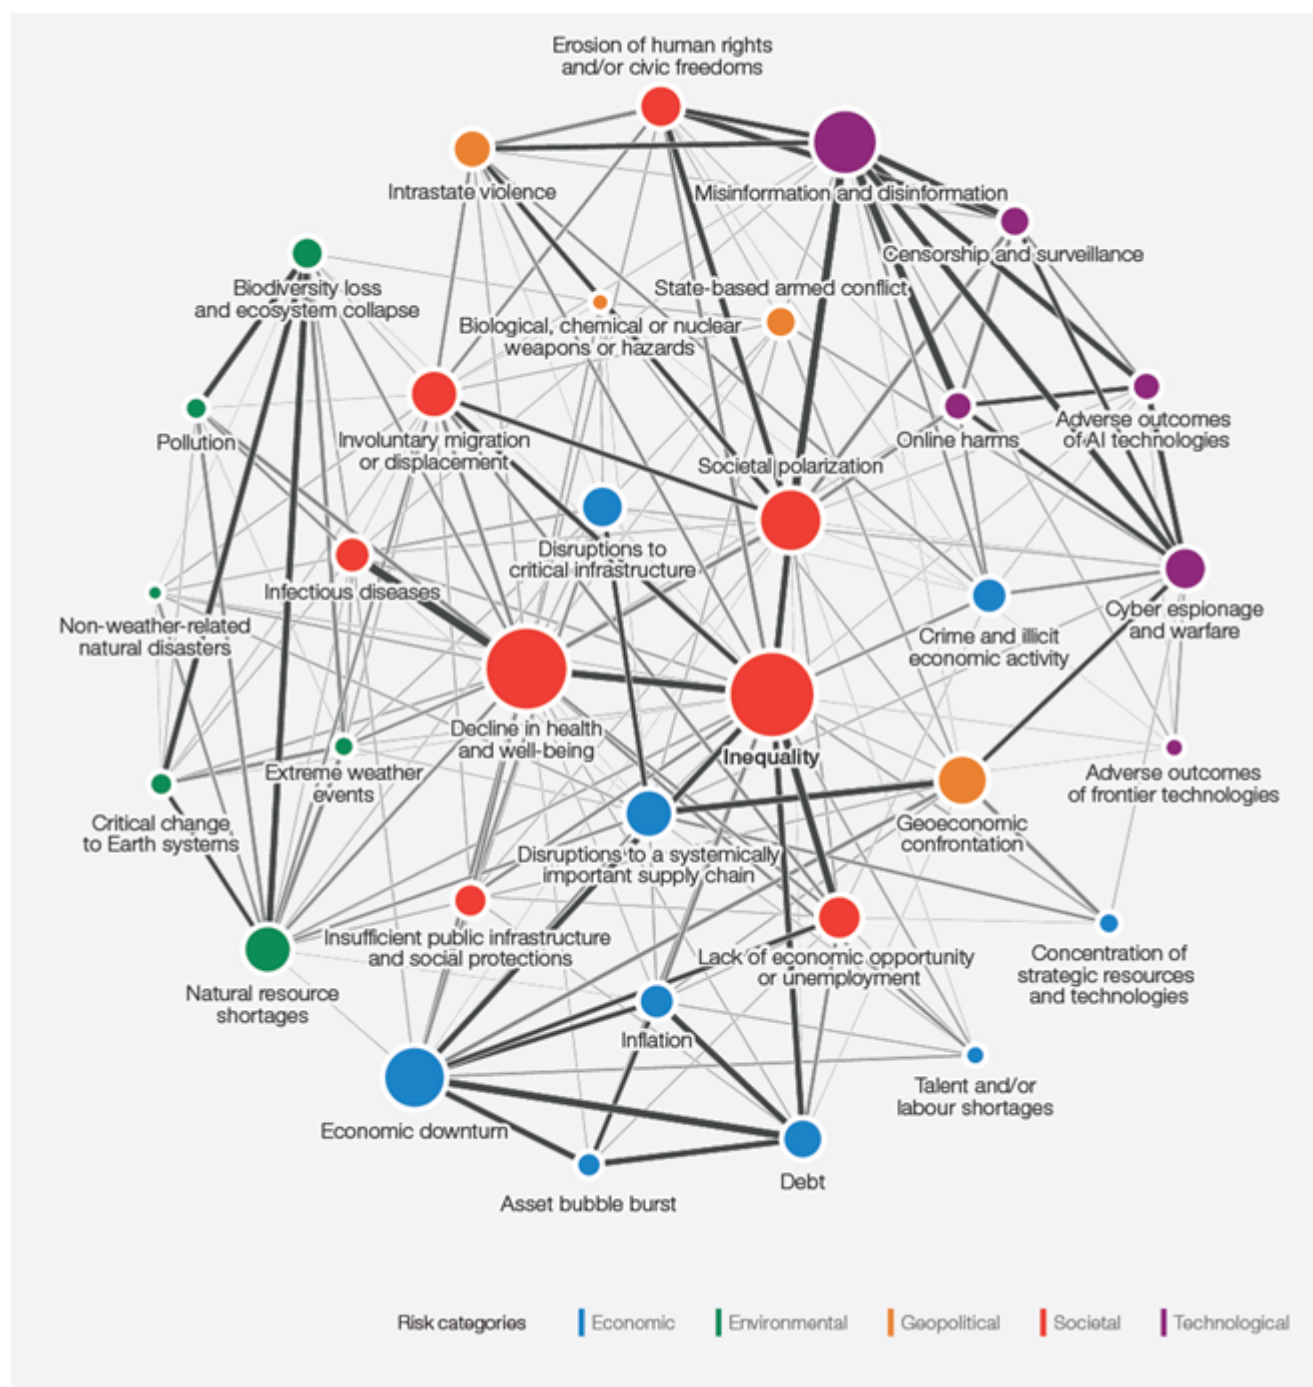 Erosion of human rights
and/or civic freedoms
Intrastate violence
Misinformation and disinformation
Censorship and surveillance
Biodiversity loss
and ecosystem collapse
State-based armed conflict
Biological, chemical or nuclear
weapons or hazards
Pollution
Involuntary migration
or displacement
Online harms
Adverse outcomes
of AI technologies
Societal polarization
Disruptions to
critical infrastructure
Infectious diseases
Non-weather-related
natural disasters
Crime and illicit
economic activity
Cyber espionage
and warfare
Decline in health
and well-being
Inequality
Extreme weather
events
Adverse outcomes
of frontier technologies
Critical change
to Earth systems
Geoeconomic
confrontation
Disruptions to a systemically
important supply chain
Insufficient public infrastructure
and social protections
Lack of economic opportunity
or unemployment
Concentration of
strategic resources
and technologies
Natural resource
shortages
Inflation
Talent and/or
labour shortages
Economic downturn
Debt
Asset bubble burst
Risk categories
Economic
Environmental
Geopolitical
Societal
Technological